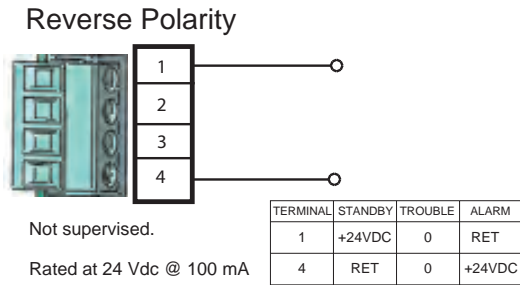 Reverse Polarity
1
2
3
4
Not supervised.
Rated at 24 Vdc @ 100 mA
TERMINAL STANDBY TROUBLE ALARM
1 +24VDC 0 RET
4 RET 0 +24VDC